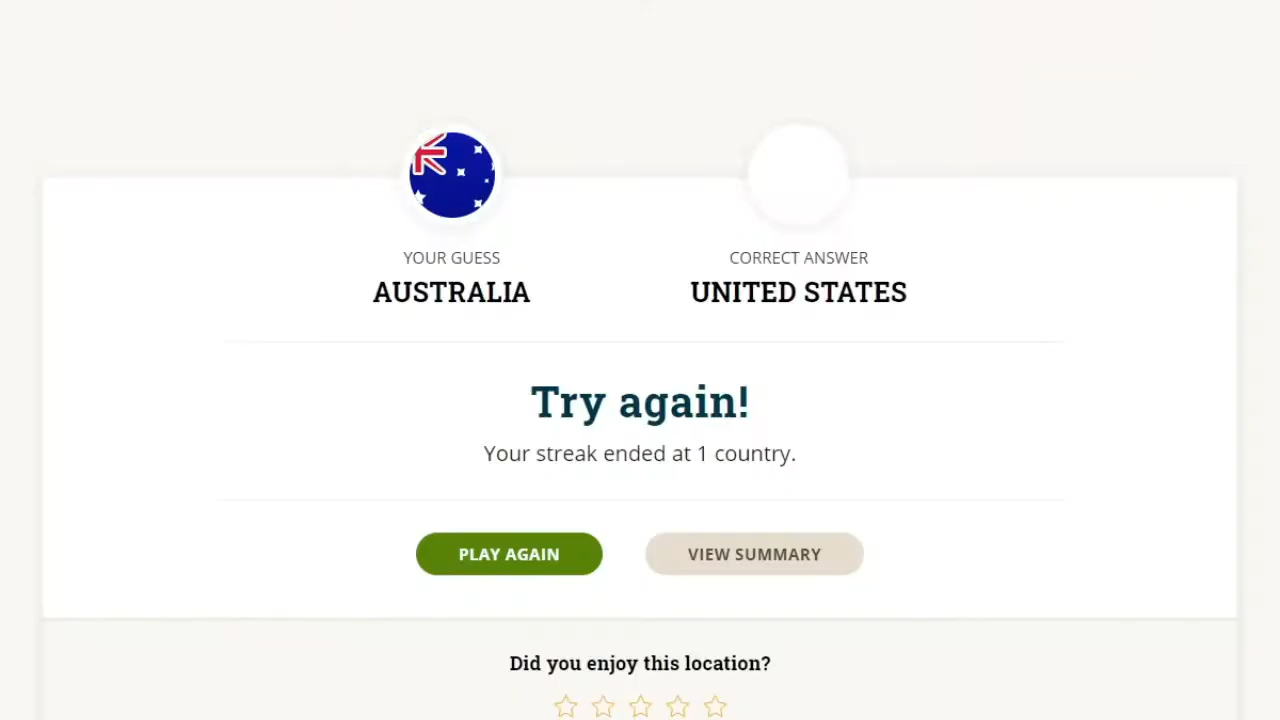 YOUR GUESS
AUSTRALIA
CORRECT ANSWER
UNITED STATES
Try again!
Your streak ended at 1 country.
PLAY AGAIN
VIEW SUMMARY
Did you enjoy this location?